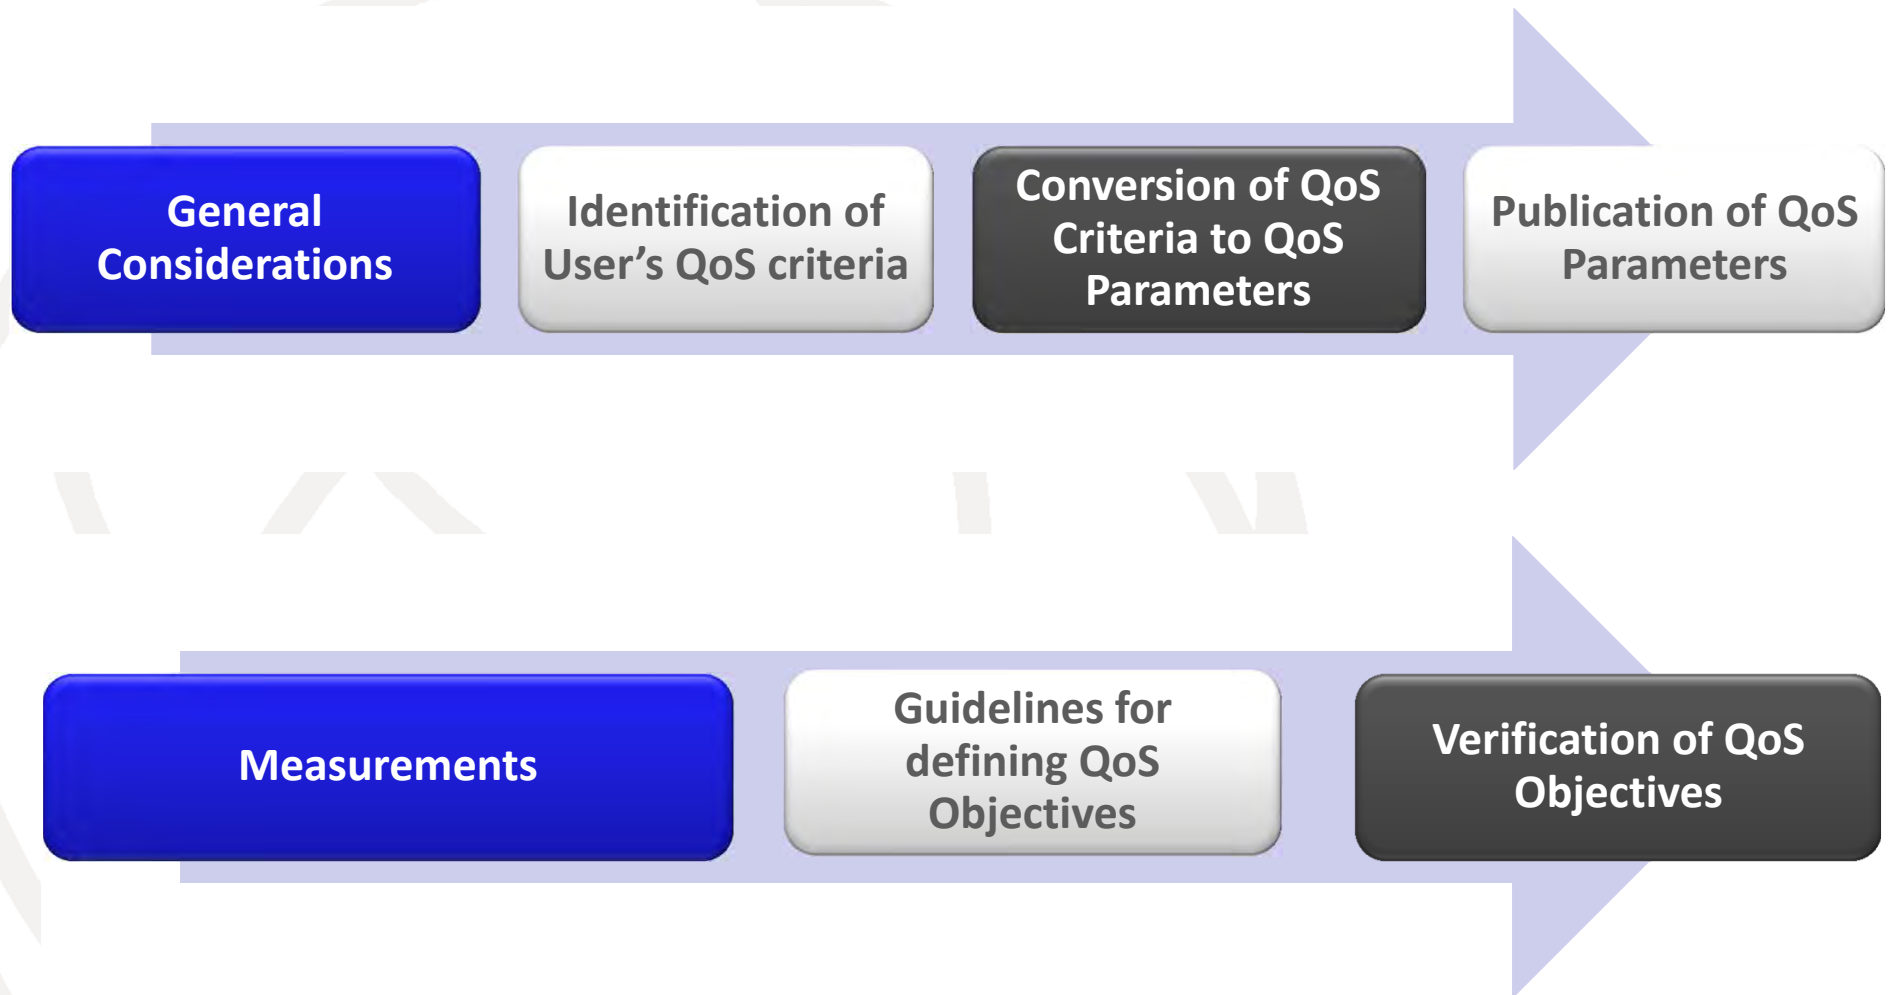 General
Considerations
Identification of
User’s QoS criteria
Conversion of QoS
Criteria to QoS
Parameters
Publication of QoS
Parameters
Measurements
Guidelines for
defining QoS
Objectives
Verification of QoS
Objectives